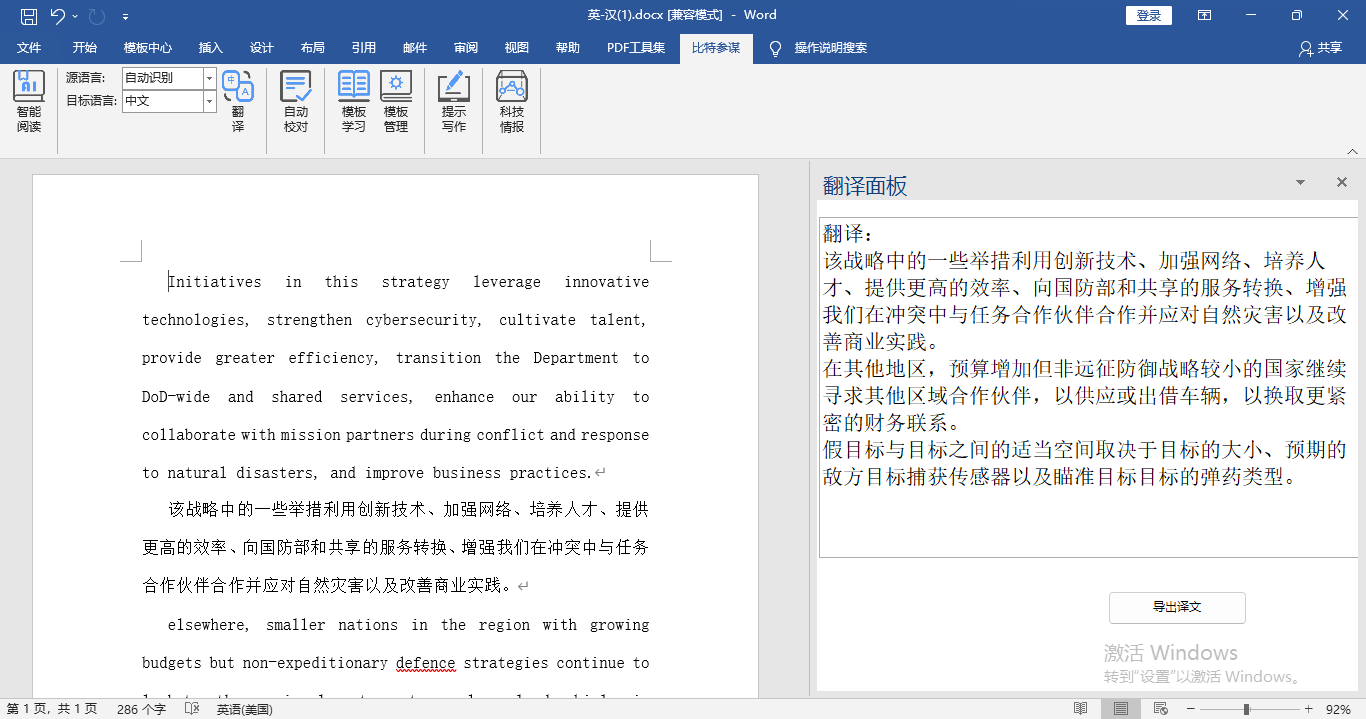 英-汉(1).docx [兼容模式] - Word
登录
文件 开始 模板中心 插入 设计 布局 引用 邮件 审阅 视图 帮助 PDF工具集 比特参谋 操作说明搜索 共享
智能阅读
源语言: 自动识别
目标语言: 中文
翻译
自动校对
模板学习
模板管理
提示写作
科技情报
Initiatives in this strategy leverage innovative
technologies, strengthen cybersecurity, cultivate talent,
provide greater efficiency, transition the Department to
DoD-wide and shared services, enhance our ability to
collaborate with mission partners during conflict and response
to natural disasters, and improve business practices.
该战略中的一些举措利用创新技术、加强网络、培养人才、提供
更高的效率、向国防部和共享的服务转换、增强我们在冲突中与任务
合作伙伴合作并应对自然灾害以及改善商业实践。
elsewhere, smaller nations in the region with growing
budgets but non-expeditionary defence strategies continue to
翻译面板
翻译：
该战略中的一些举措利用创新技术、加强网络、培养人
才、提供更高的效率、向国防部和共享的服务转换、增强
我们在冲突中与任务合作伙伴合作并应对自然灾害以及改
善商业实践。
在其他地区，预算增加但非远征防御战略较小的国家继续
寻求其他区域合作伙伴，以供应或出借车辆，以换取更紧
密的财务联系。
假目标与目标之间的适当空间取决于目标的大小、预期的
敌方目标捕获传感器以及瞄准目标目标的弹药类型。
导出译文
激活 Windows
转到"设置"以激活 Windows。
第 1 页，共 1 页 286 个字 英语(美国) 92%